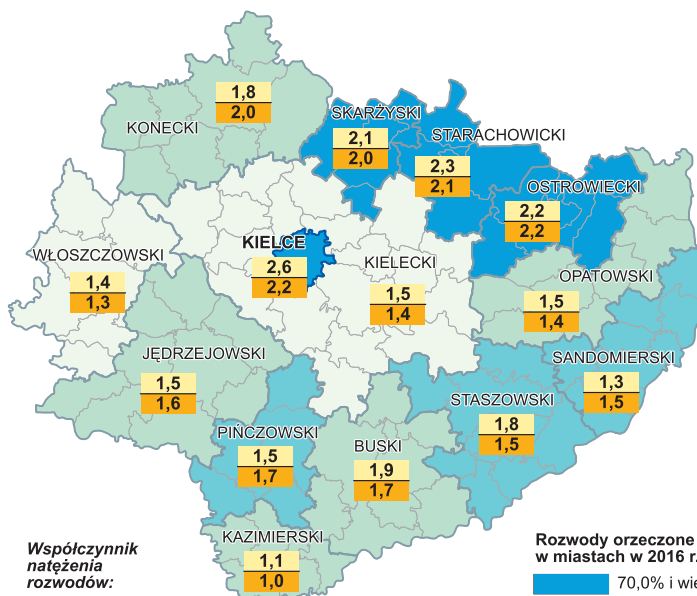 1,8
2,0
KONECKI
SKARŻYSKI
2,1
2,0
STARACHOWICKI
2,3
2,1
OSTROWIECKI
2,2
2,2
KIELCE
2,6
2,2
WŁOSZCZOWSKI
1,4
1,3
KIELECKI
1,5
1,4
OPATOWSKI
1,5
1,4
JĘDRZEJOWSKI
1,5
1,6
SANDOMIERSKI
1,3
1,5
STASZOWSKI
1,8
1,5
PIŃCZOWSKI
1,5
1,7
BUSKI
1,9
1,7
KAZIMIERSKI
1,1
1,0
Współczynnik
natężenia
rozwodów:
Rozwody orzeczone
w miastach w 2016 r.
70,0% i wię